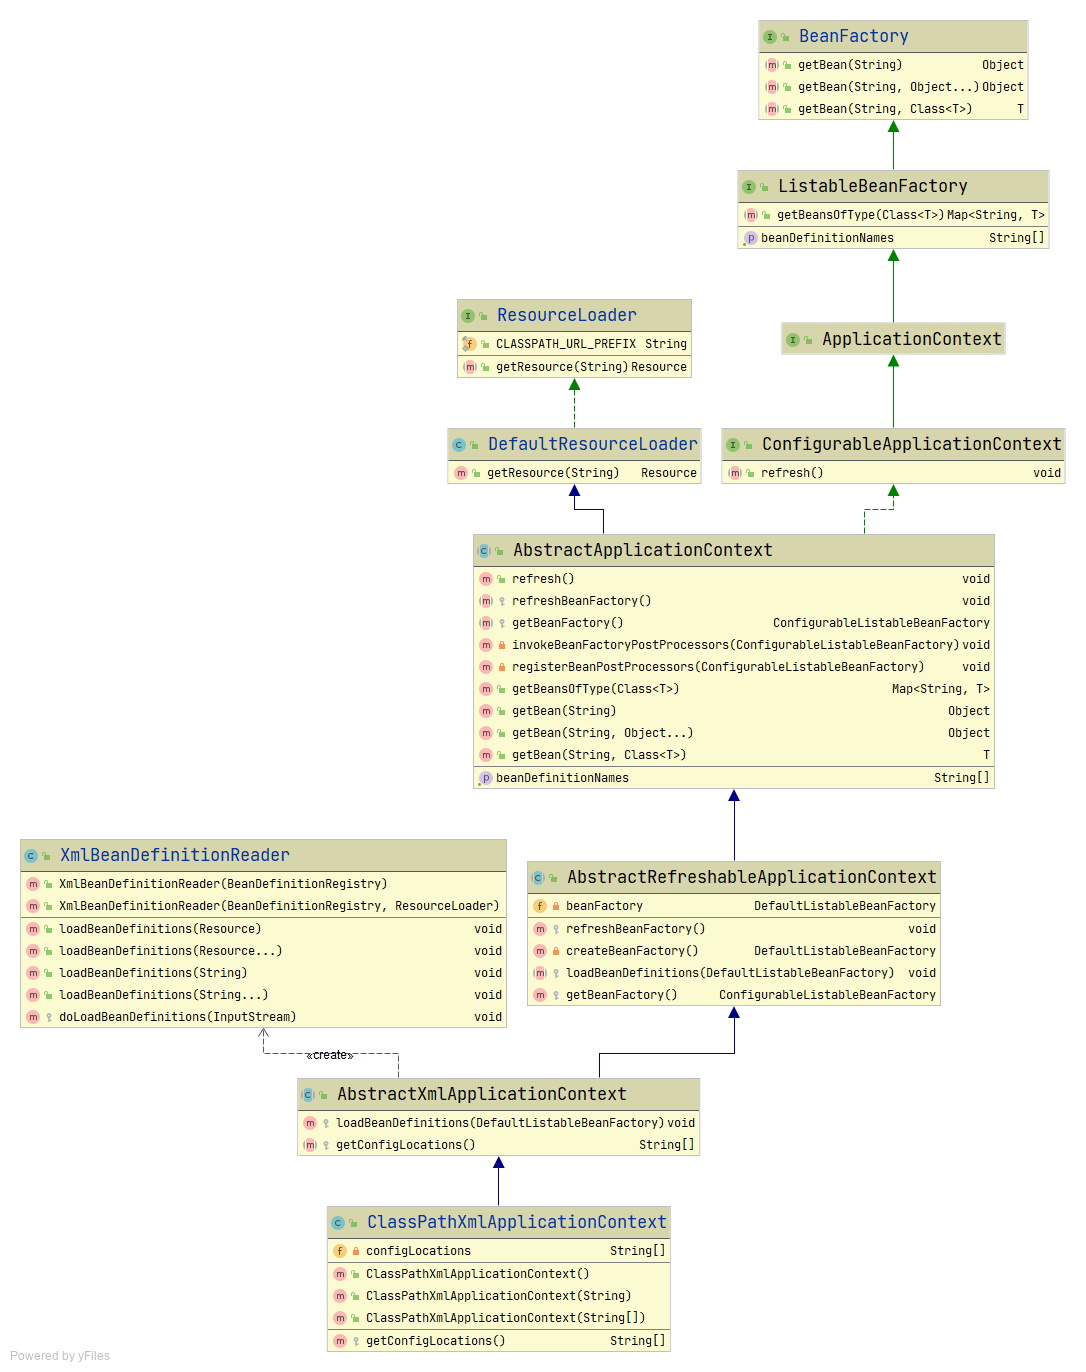 BeanFactory
getBean(String) Object
getBean(String, Object...) Object
getBean(String, Class<T>) T
ListableBeanFactory
getBeansOfType(Class<T>) Map<String, T>
beanDefinitionNames String[]
ResourceLoader
CLASSPATH_URL_PREFIX String
getResource(String) Resource
ApplicationContext
DefaultResourceLoader
getResource(String) Resource
ConfigurableApplicationContext
refresh() void
AbstractApplicationContext
refresh() void
refreshBeanFactory() void
getBeanFactory() ConfigurableListableBeanFactory
invokeBeanFactoryPostProcessors(ConfigurableListableBeanFactory) void
registerBeanPostProcessors(ConfigurableListableBeanFactory) void
getBeansOfType(Class<T>) Map<String, T>
getBean(String) Object
getBean(String, Object...) Object
getBean(String, Class<T>) T
beanDefinitionNames String[]
XmlBeanDefinitionReader
XmlBeanDefinitionReader(BeanDefinitionRegistry)
XmlBeanDefinitionReader(BeanDefinitionRegistry, ResourceLoader)
loadBeanDefinitions(Resource) void
loadBeanDefinitions(Resource...) void
loadBeanDefinitions(String) void
loadBeanDefinitions(String...) void
doLoadBeanDefinitions(InputStream) void
AbstractRefreshableApplicationContext
beanFactory DefaultListableBeanFactory
refreshBeanFactory() void
createBeanFactory() DefaultListableBeanFactory
loadBeanDefinitions(DefaultListableBeanFactory) void
getBeanFactory() ConfigurableListableBeanFactory
«create»
AbstractXmlApplicationContext
loadBeanDefinitions(DefaultListableBeanFactory) void
getConfigLocations() String[]
ClassPathXmlApplicationContext
configLocations String[]
ClassPathXmlApplicationContext()
ClassPathXmlApplicationContext(String)
ClassPathXmlApplicationContext(String[])
getConfigLocations() String[]
Powered by yFiles